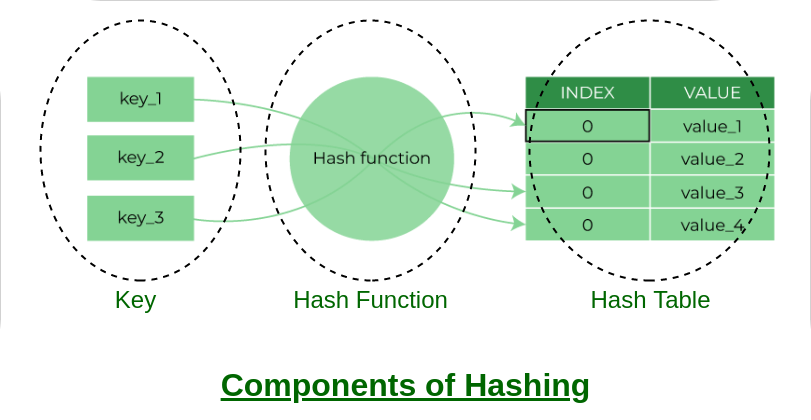 key_1
key_2
key_3
Hash function
INDEX VALUE
0 value_1
0 value_2
0 value_3
0 value_4
Key
Hash Function
Hash Table
Components of Hashing